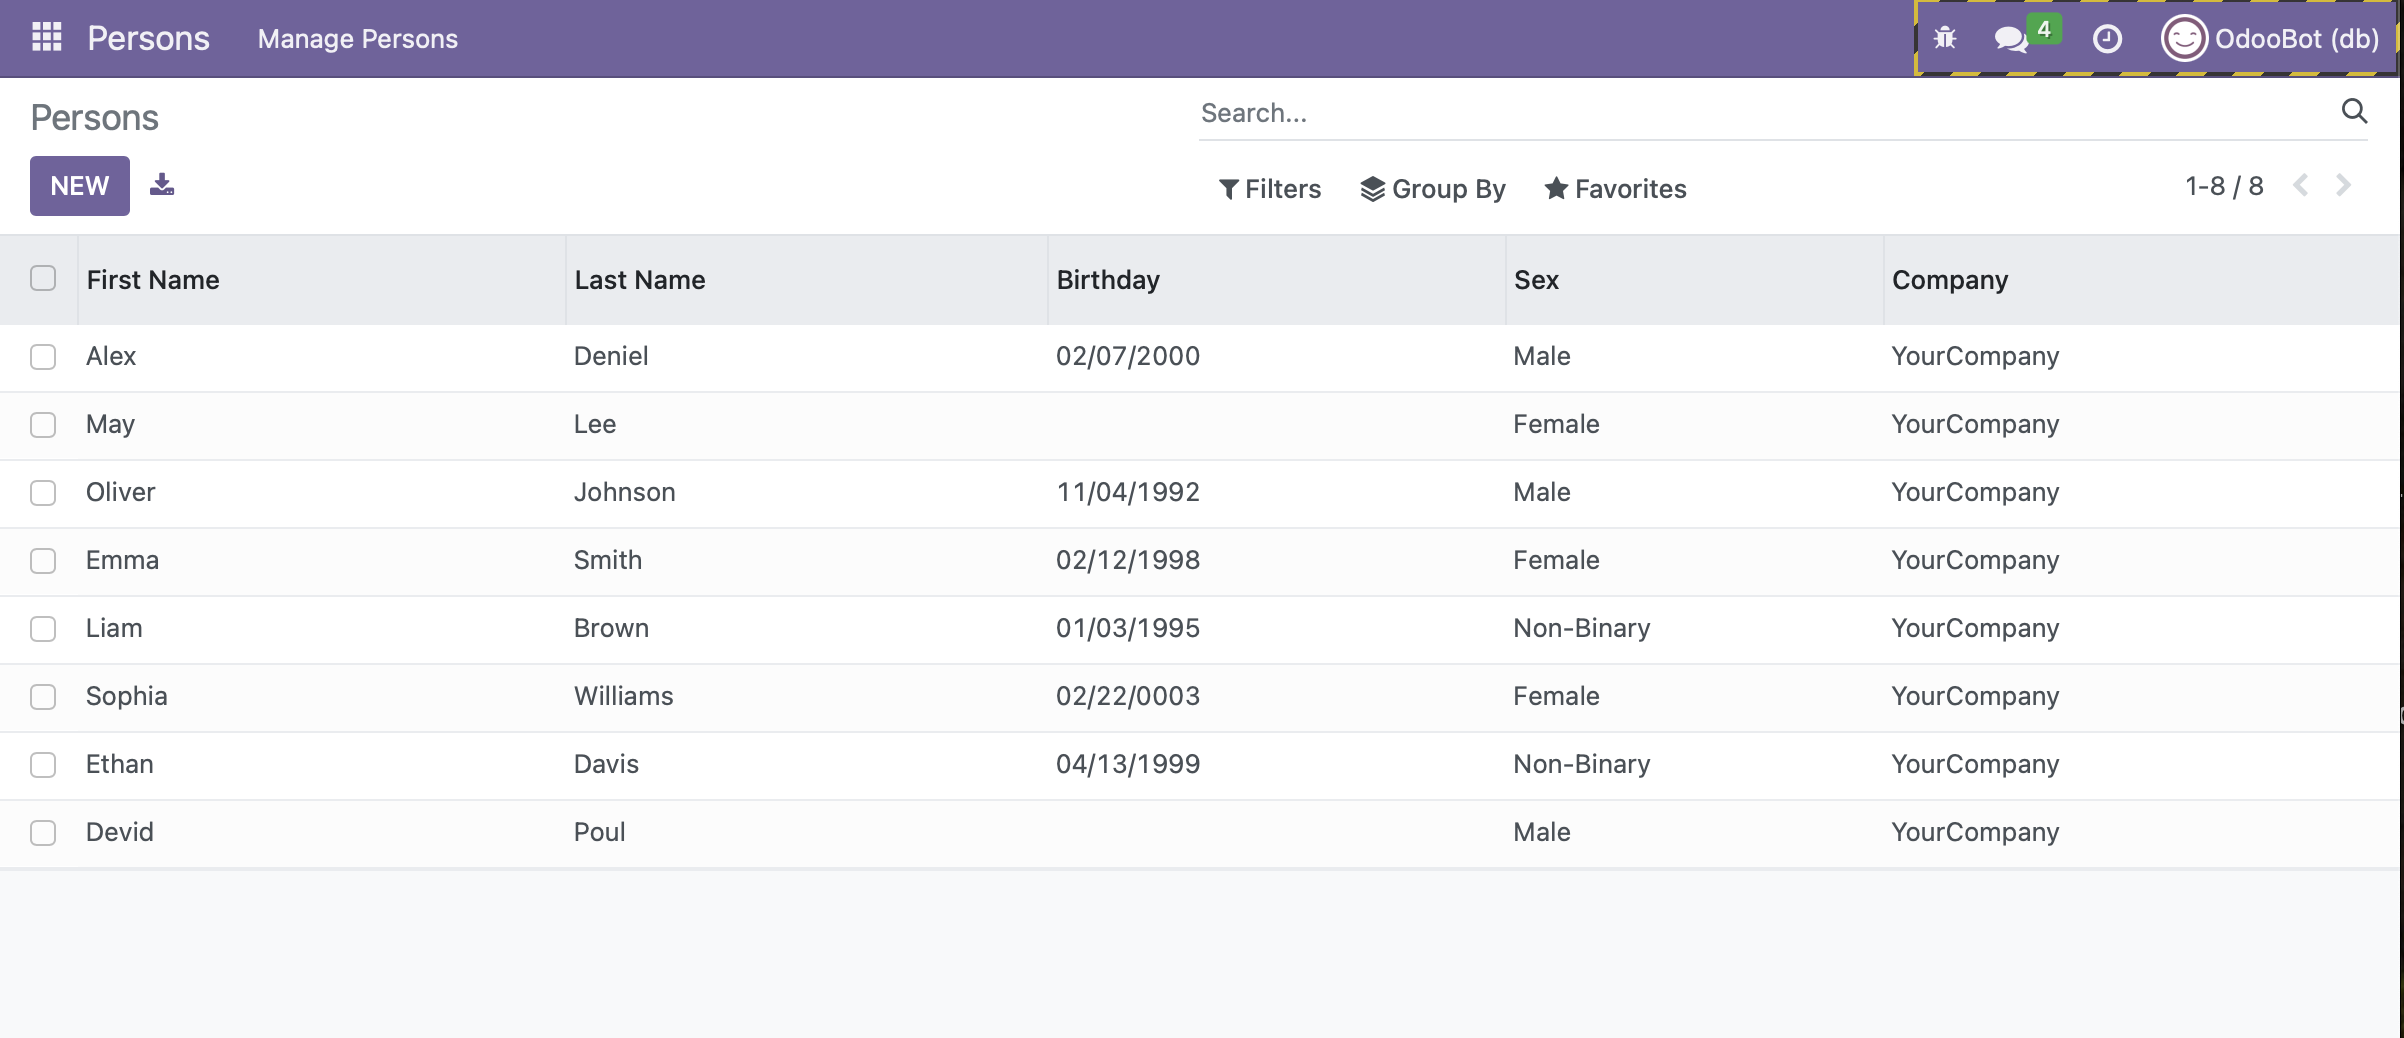 Persons Manage Persons 4 OdooBot (db)
Persons Search...
NEW Filters Group By Favorites 1-8 / 8
First Name Last Name Birthday Sex Company
Alex Deniel 02/07/2000 Male YourCompany
May Lee Female YourCompany
Oliver Johnson 11/04/1992 Male YourCompany
Emma Smith 02/12/1998 Female YourCompany
Liam Brown 01/03/1995 Non-Binary YourCompany
Sophia Williams 02/22/0003 Female YourCompany
Ethan Davis 04/13/1999 Non-Binary YourCompany
Devid Poul Male YourCompany